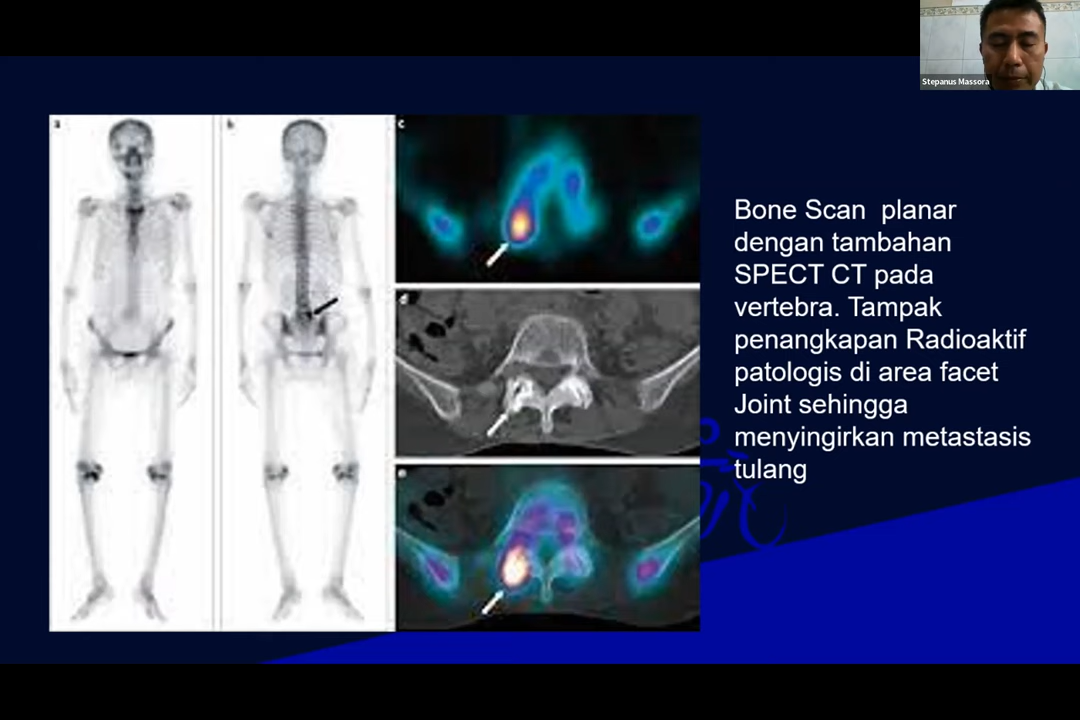 Stepanus Massora
a
b
c
d
e
Bone Scan planar
dengan tambahan
SPECT CT pada
vertebra. Tampak
penangkapan Radioaktif
patologis di area facet
Joint sehingga
menyingirkan metastasis
tulang